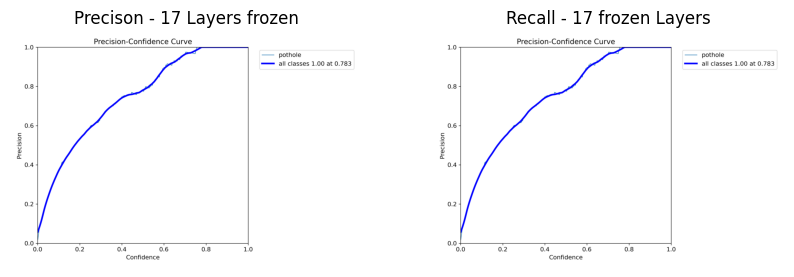 Precison - 17 Layers frozen
Precision-Confidence Curve
pothole
all classes 1.00 at 0.783
1.0
0.8
0.6
0.4
0.2
0.0
Precision
0.0 0.2 0.4 0.6 0.8 1.0
Confidence
Recall - 17 frozen Layers
Precision-Confidence Curve
pothole
all classes 1.00 at 0.783
1.0
0.8
0.6
0.4
0.2
0.0
Precision
0.0 0.2 0.4 0.6 0.8 1.0
Confidence